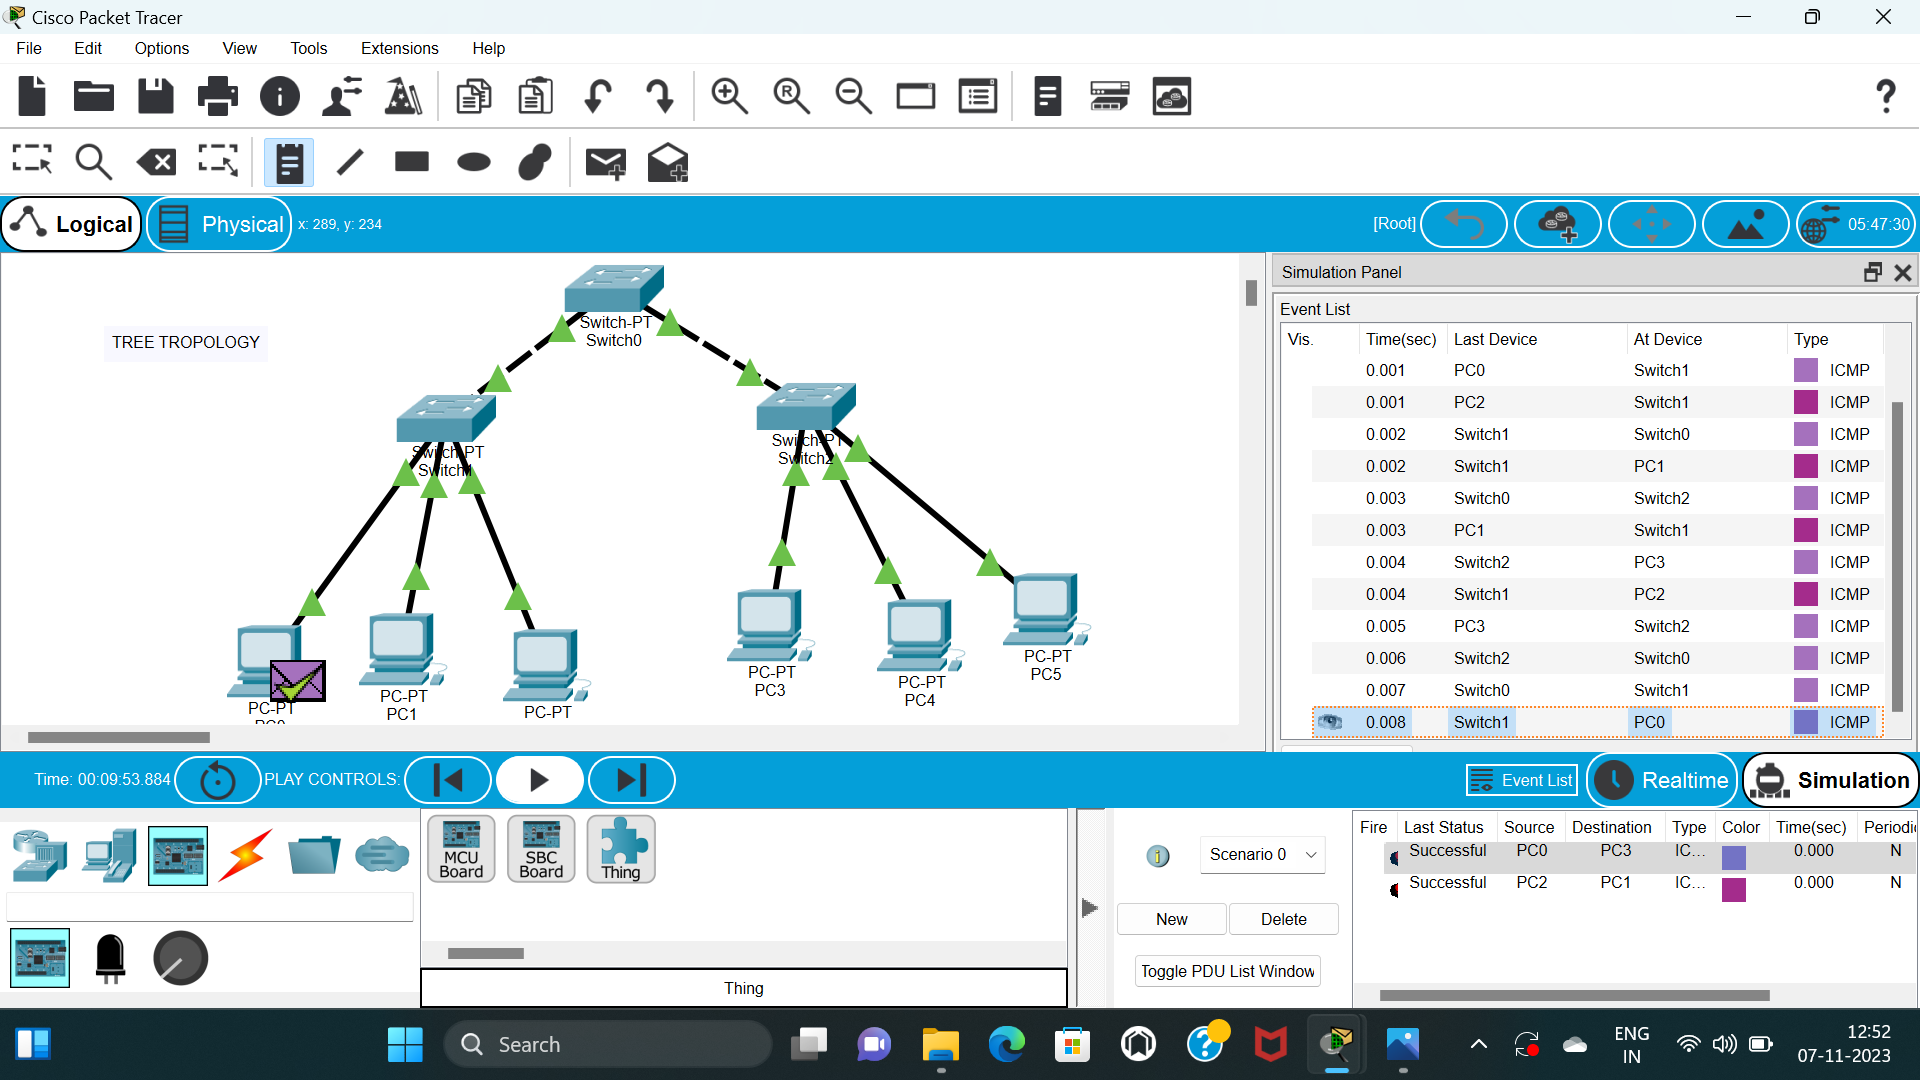 Cisco Packet Tracer
File Edit Options View Tools Extensions Help
Logical Physical x: 289, y: 234 [Root] 05:47:30
TREE TROPOLOGY
Switch-PT
Switch0
Switch-PT
Switch1
Switch-PT
Switch2
PC-PT
PC0
PC-PT
PC1
PC-PT
PC-PT
PC3
PC-PT
PC4
PC-PT
PC5
Simulation Panel
Event List
Vis. Time(sec) Last Device At Device Type
0.001 PC0 Switch1 ICMP
0.001 PC2 Switch1 ICMP
0.002 Switch1 Switch0 ICMP
0.002 Switch1 PC1 ICMP
0.003 Switch0 Switch2 ICMP
0.003 PC1 Switch1 ICMP
0.004 Switch2 PC3 ICMP
0.004 Switch1 PC2 ICMP
0.005 PC3 Switch2 ICMP
0.006 Switch2 Switch0 ICMP
0.007 Switch0 Switch1 ICMP
0.008 Switch1 PC0 ICMP
Time: 00:09:53.884 PLAY CONTROLS: Event List Realtime Simulation
MCU
Board
SBC
Board
Thing
Thing
Scenario 0
New Delete
Toggle PDU List Window
Fire Last Status Source Destination Type Color Time(sec) Periodi
Successful PC0 PC3 IC... 0.000 N
Successful PC2 PC1 IC... 0.000 N
Search
ENG
IN
12:52
07-11-2023